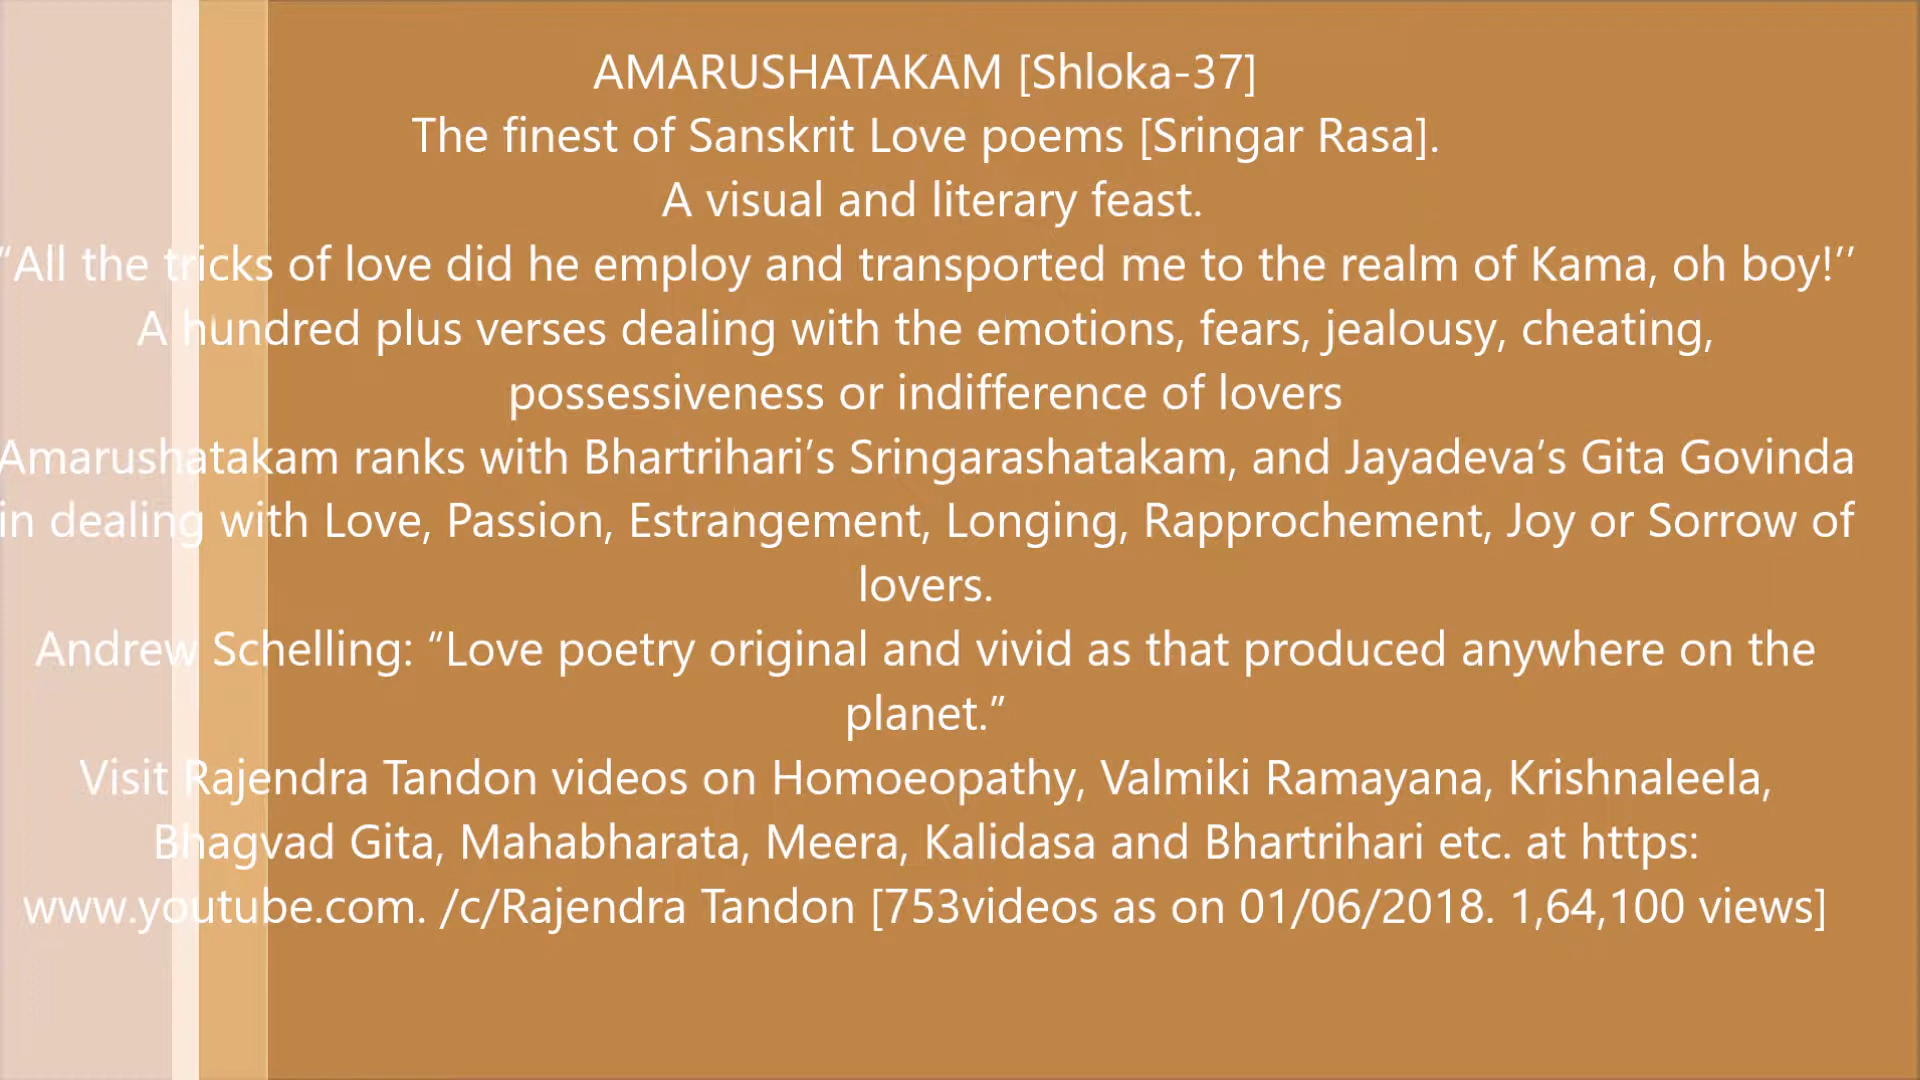 AMARUSHATAKAM [Shloka-37]
The finest of Sanskrit Love poems [Sringar Rasa].
A visual and literary feast.
“All the tricks of love did he employ and transported me to the realm of Kama, oh boy!’’
A hundred plus verses dealing with the emotions, fears, jealousy, cheating,
possessiveness or indifference of lovers
Amarushatakam ranks with Bhartrihari’s Sringarashatakam, and Jayadeva’s Gita Govinda
in dealing with Love, Passion, Estrangement, Longing, Rapprochement, Joy or Sorrow of
lovers.
Andrew Schelling: “Love poetry original and vivid as that produced anywhere on the
planet.”
Visit Rajendra Tandon videos on Homoeopathy, Valmiki Ramayana, Krishnaleela,
Bhagvad Gita, Mahabharata, Meera, Kalidasa and Bhartrihari etc. at https:
www.youtube.com. /c/Rajendra Tandon [753videos as on 01/06/2018. 1,64,100 views]